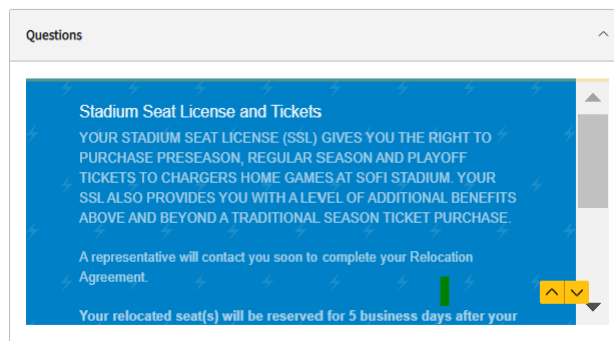 Questions
Stadium Seat License and Tickets
YOUR STADIUM SEAT LICENSE (SSL) GIVES YOU THE RIGHT TO
PURCHASE PRESEASON, REGULAR SEASON AND PLAYOFF
TICKETS TO CHARGERS HOME GAMES AT SOFI STADIUM. YOUR
SSL ALSO PROVIDES YOU WITH A LEVEL OF ADDITIONAL BENEFITS
ABOVE AND BEYOND A TRADITIONAL SEASON TICKET PURCHASE.
A representative will contact you soon to complete your Relocation
Agreement.
Your relocated seat(s) will be reserved for 5 business days after your